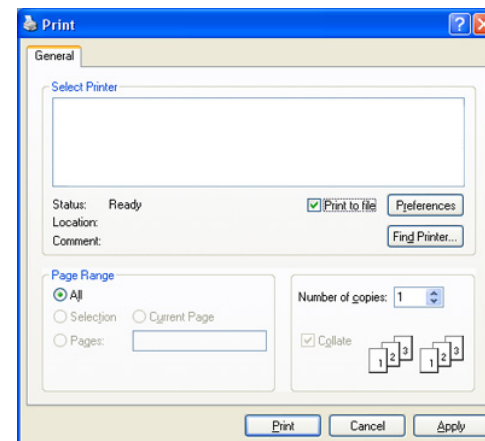 Print
General
Select Printer
Status: Ready
Print to file
Preferences
Location:
Comment:
Find Printer...
Page Range
All
Selection
Current Page
Pages:
Number of copies: 1
Collate
1 2 3 1 2 3
Print
Cancel
Apply